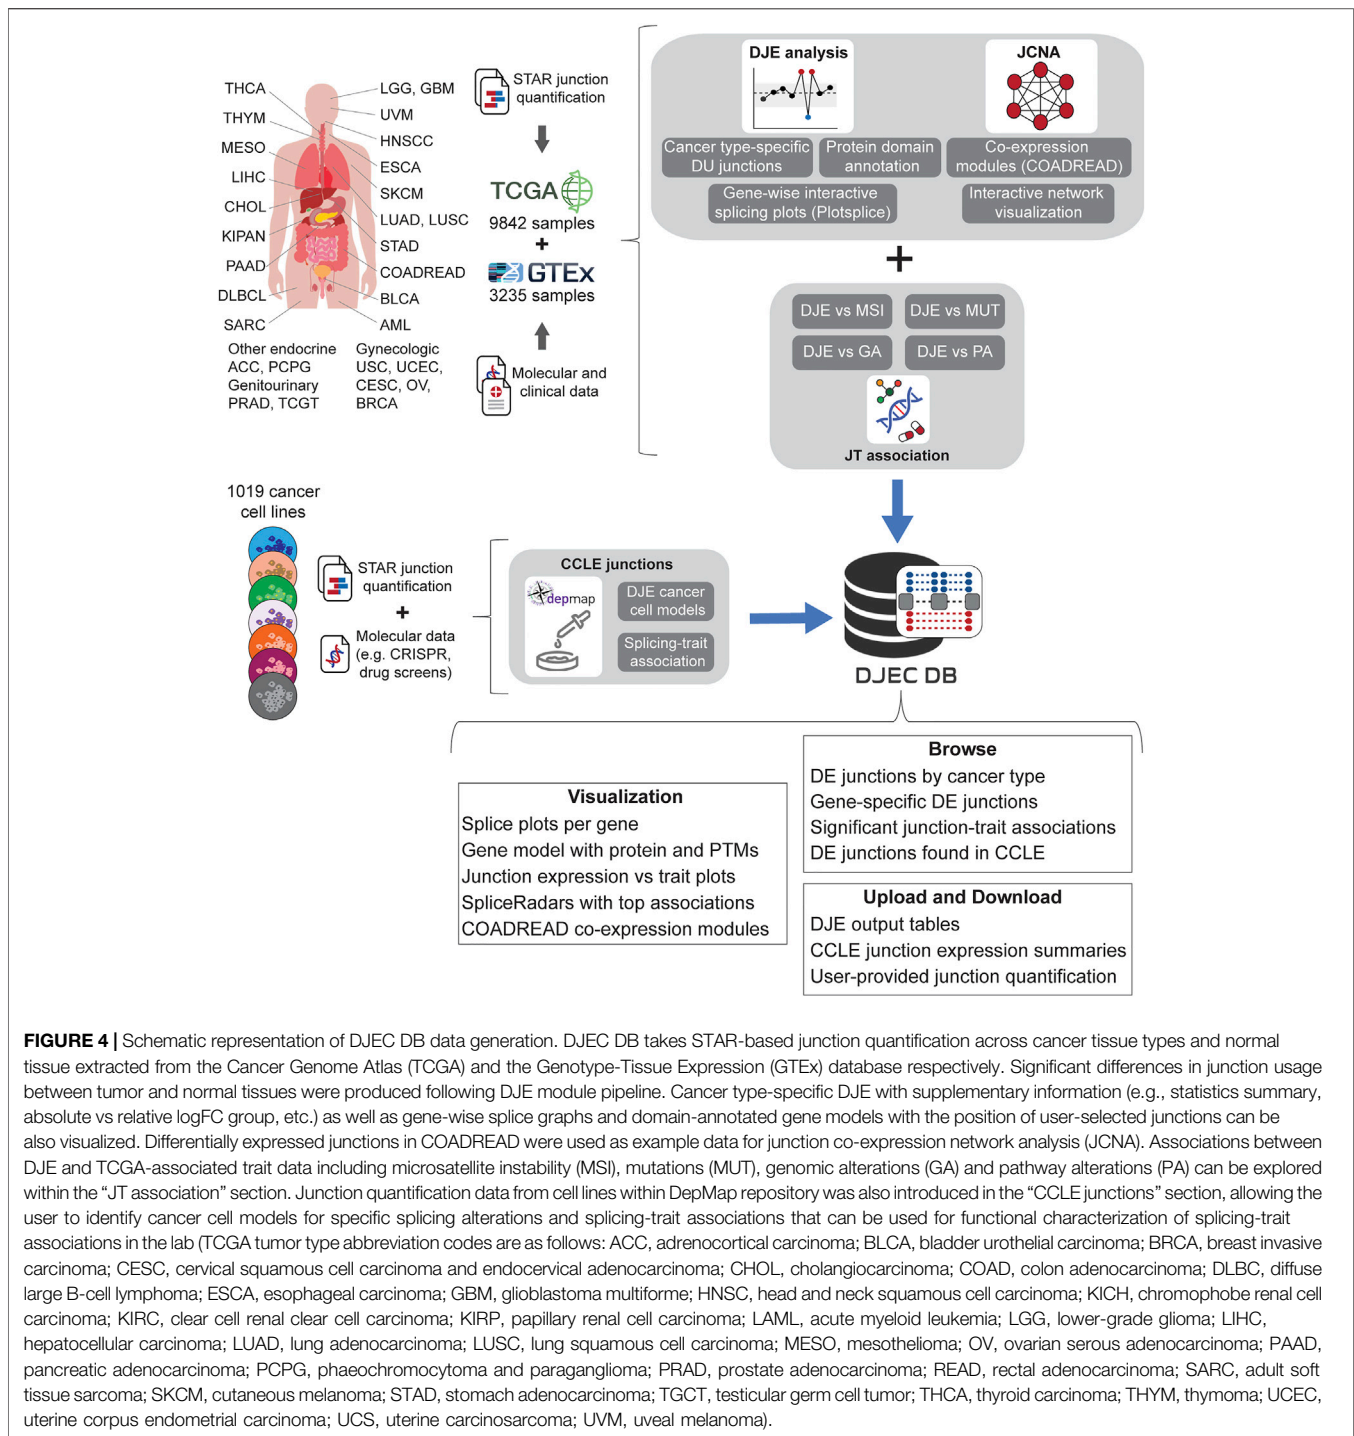 THCA
THYM
MESO
LIHC
CHOL
KIPAN
PAAD
DLBCL
SARC
LGG, GBM
UVM
HNSCC
ESCA
SKCM
LUAD, LUSC
STAD
COADREAD
BLCA
AML
Other endocrine
ACC, PCPG
Genitourinary
PRAD, TCGT
Gynecologic
USC, UCEC,
CESC, OV,
BRCA
STAR junction
quantification
TCGA
9842 samples
+
GTEx
3235 samples
Molecular and
clinical data
DJE analysis
JCNA
Cancer type-specific
DU junctions
Protein domain
annotation
Co-expression
modules (COADREAD)
Gene-wise interactive
splicing plots (Plotsplice)
Interactive network
visualization
+
DJE vs MSI
DJE vs MUT
DJE vs GA
DJE vs PA
JT association
1019 cancer
cell lines
STAR junction
quantification
+
Molecular data
(e.g. CRISPR,
drug screens)
CCLE junctions
depmap
DJE cancer
cell models
Splicing-trait
association
DJEC DB
Visualization
Splice plots per gene
Gene model with protein and PTMs
Junction expression vs trait plots
SpliceRadars with top associations
COADREAD co-expression modules
Browse
DE junctions by cancer type
Gene-specific DE junctions
Significant junction-trait associations
DE junctions found in CCLE
Upload and Download
DJE output tables
CCLE junction expression summaries
User-provided junction quantification
FIGURE 4 | Schematic representation of DJEC DB data generation. DJEC DB takes STAR-based junction quantification across cancer tissue types and normal
tissue extracted from the Cancer Genome Atlas (TCGA) and the Genotype-Tissue Expression (GTEx) database respectively. Significant differences in junction usage
between tumor and normal tissues were produced following DJE module pipeline. Cancer type-specific DJE with supplementary information (e.g., statistics summary,
absolute vs relative logFC group, etc.) as well as gene-wise splice graphs and domain-annotated gene models with the position of user-selected junctions can be
also visualized. Differentially expressed junctions in COADREAD were used as example data for junction co-expression network analysis (JCNA). Associations between
DJE and TCGA-associated trait data including microsatellite instability (MSI), mutations (MUT), genomic alterations (GA) and pathway alterations (PA) can be explored
within the “JT association” section. Junction quantification data from cell lines within DepMap repository was also introduced in the “CCLE junctions” section, allowing the
user to identify cancer cell models for specific splicing alterations and splicing-trait associations that can be used for functional characterization of splicing-trait
associations in the lab (TCGA tumor type abbreviation codes are as follows: ACC, adrenocortical carcinoma; BLCA, bladder urothelial carcinoma; BRCA, breast invasive
carcinoma; CESC, cervical squamous cell carcinoma and endocervical adenocarcinoma; CHOL, cholangiocarcinoma; COAD, colon adenocarcinoma; DLBC, diffuse
large B-cell lymphoma; ESCA, esophageal carcinoma; GBM, glioblastoma multiforme; HNSC, head and neck squamous cell carcinoma; KICH, chromophobe renal cell
carcinoma; KIRC, clear cell renal clear cell carcinoma; KIRP, papillary renal cell carcinoma; LAML, acute myeloid leukemia; LGG, lower-grade glioma; LIHC,
hepatocellular carcinoma; LUAD, lung adenocarcinoma; LUSC, lung squamous cell carcinoma; MESO, mesothelioma; OV, ovarian serous adenocarcinoma; PAAD,
pancreatic adenocarcinoma; PCPG, phaeochromocytoma and paraganglioma; PRAD, prostate adenocarcinoma; READ, rectal adenocarcinoma; SARC, adult soft
tissue sarcoma; SKCM, cutaneous melanoma; STAD, stomach adenocarcinoma; TGCT, testicular germ cell tumor; THCA, thyroid carcinoma; THYM, thymoma; UCEC,
uterine corpus endometrial carcinoma; UCS, uterine carcinosarcoma; UVM, uveal melanoma).